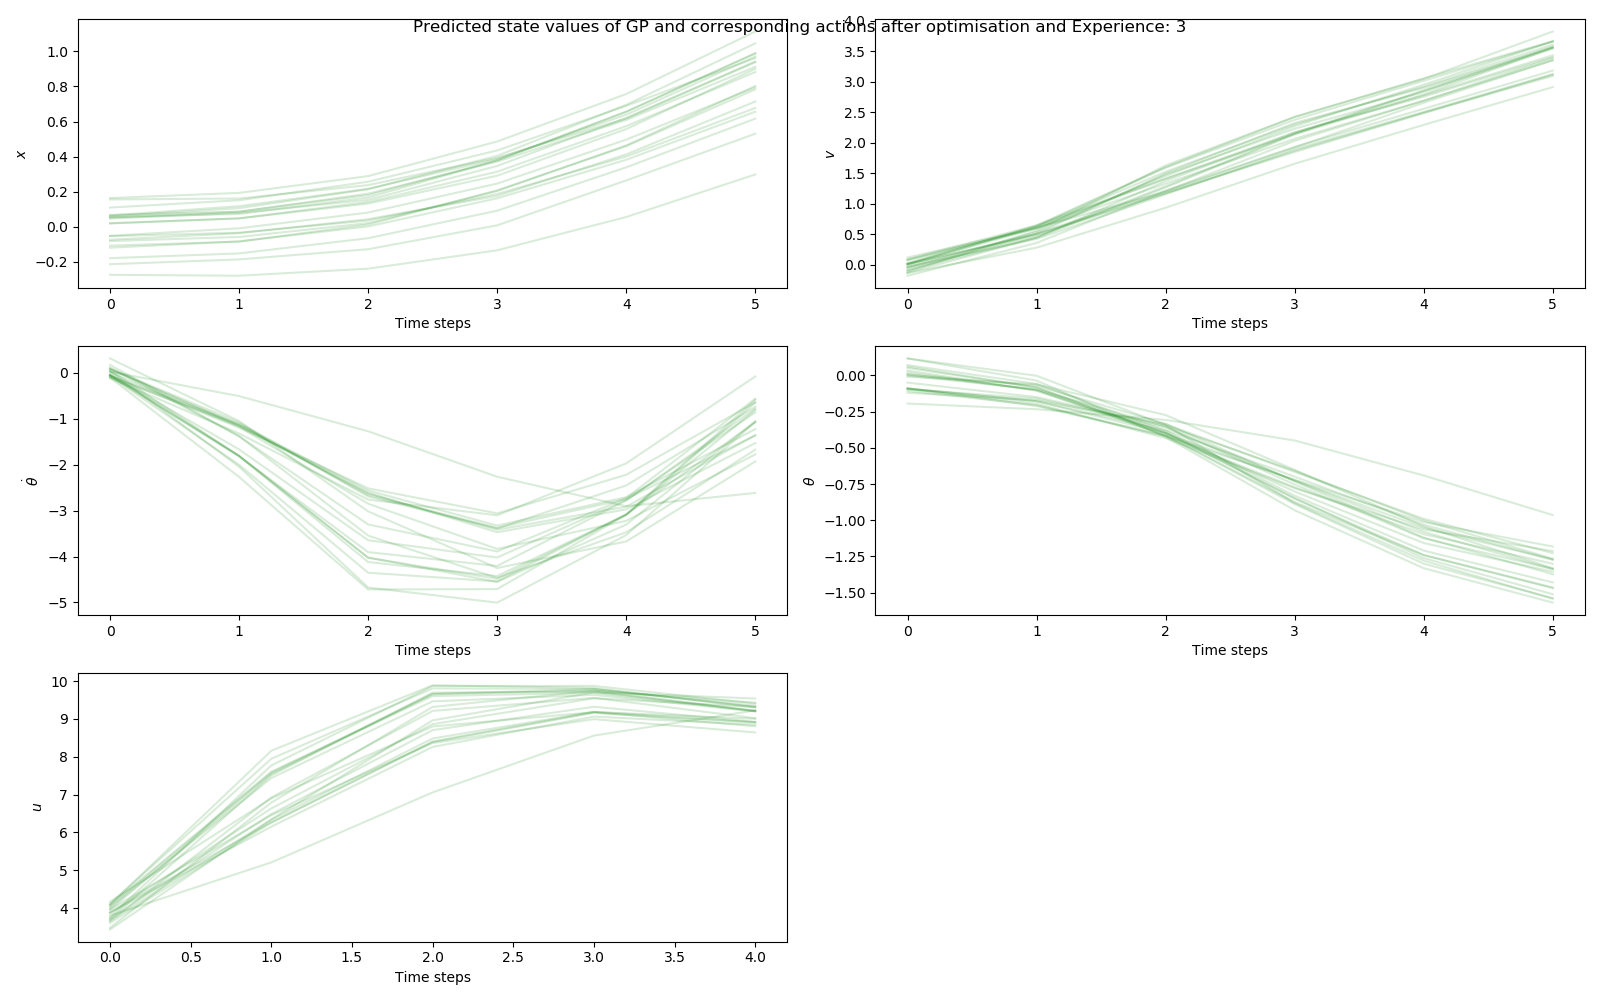 Predicted state values of GP and corresponding actions after optimisation and Experience: 3
1.0
0.8
0.6
0.4
0.2
0.0
−0.2
x
0 1 2 3 4 5
Time steps
4.0
3.5
3.0
2.5
2.0
1.5
1.0
0.5
0.0
v
0 1 2 3 4 5
Time steps
0
−1
−2
−3
−4
−5
θ̇
0 1 2 3 4 5
Time steps
0.00
−0.25
−0.50
−0.75
−1.00
−1.25
−1.50
θ
0 1 2 3 4 5
Time steps
10
9
8
7
6
5
4
u
0.0 0.5 1.0 1.5 2.0 2.5 3.0 3.5 4.0
Time steps